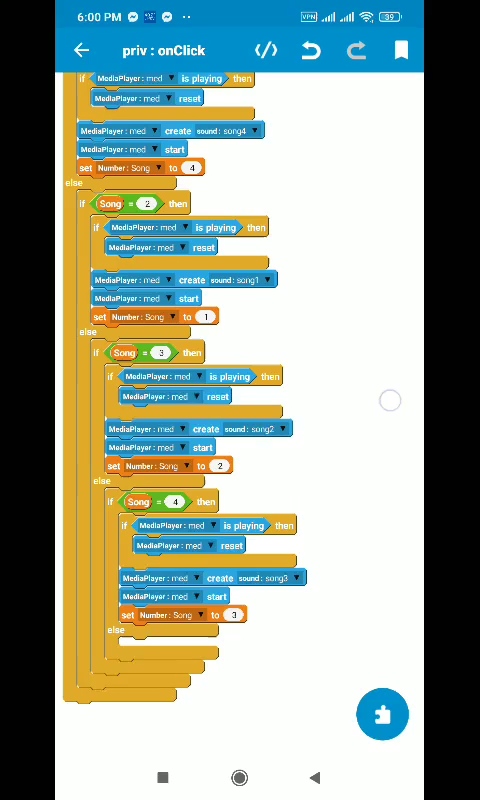 6:00 PM VPN 39
priv : onClick
if MediaPlayer : med is playing then
MediaPlayer : med reset
MediaPlayer : med create sound : song4
MediaPlayer : med start
set Number : Song to 4
else
if Song = 2 then
if MediaPlayer : med is playing then
MediaPlayer : med reset
MediaPlayer : med create sound : song1
MediaPlayer : med start
set Number : Song to 1
else
if Song = 3 then
if MediaPlayer : med is playing then
MediaPlayer : med reset
MediaPlayer : med create sound : song2
MediaPlayer : med start
set Number : Song to 2
else
if Song = 4 then
if MediaPlayer : med is playing then
MediaPlayer : med reset
MediaPlayer : med create sound : song3
MediaPlayer : med start
set Number : Song to 3
else